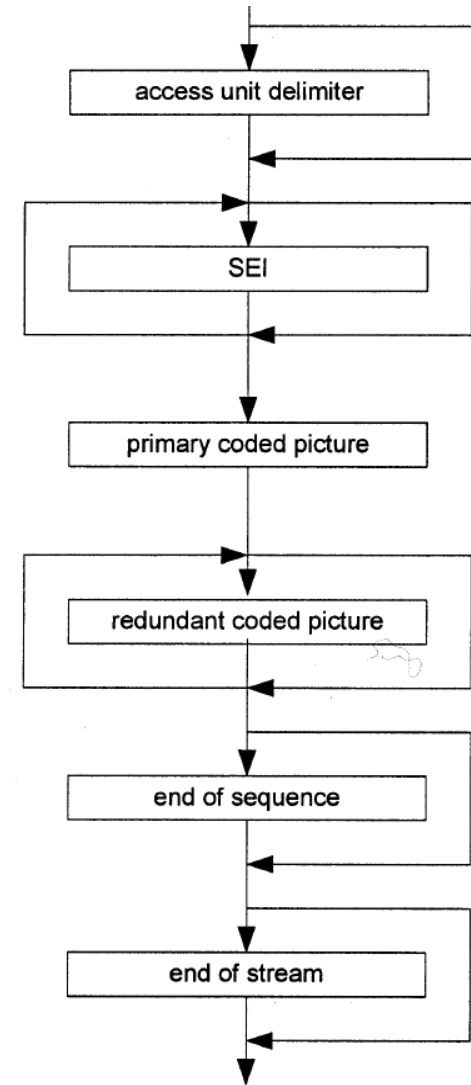 access unit delimiter
SEI
primary coded picture
redundant coded picture
end of sequence
end of stream